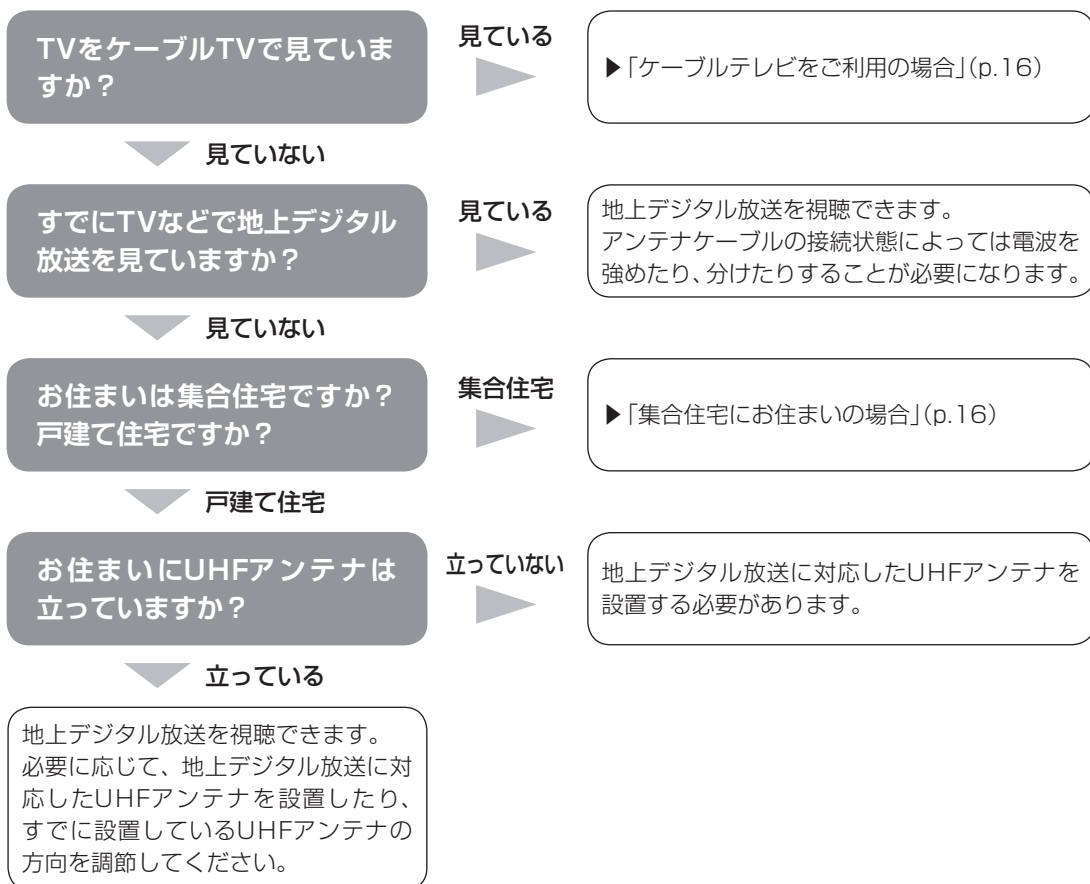 TVをケーブルTVで見ていま
すか？
見ている
▶「ケーブルテレビをご利用の場合」(p.16)
見ていない
すでにTVなどで地上デジタル
放送を見ていますか？
見ている
地上デジタル放送を視聴できます。
アンテナケーブルの接続状態によっては電波を
強めたり、分けたりすることが必要になります。
見ていない
お住まいは集合住宅ですか？
戸建て住宅ですか？
集合住宅
▶「集合住宅にお住まいの場合」(p.16)
戸建て住宅
お住まいにUHFアンテナは
立っていますか？
立っていない
地上デジタル放送に対応したUHFアンテナを
設置する必要があります。
立っている
地上デジタル放送を視聴できます。
必要に応じて、地上デジタル放送に対
応したUHFアンテナを設置したり、
すでに設置しているUHFアンテナの
方向を調節してください。